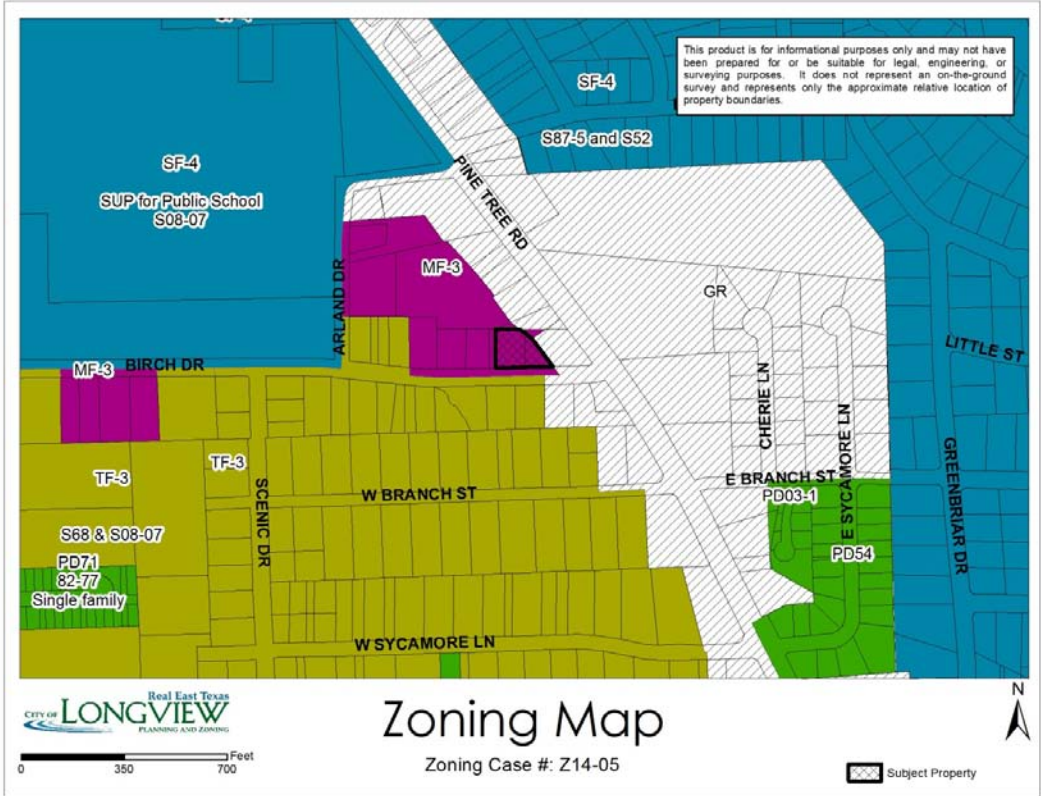 This product is for informational purposes only and may not have
been prepared for or be suitable for legal, engineering, or
surveying purposes. It does not represent an on-the-ground
survey and represents only the approximate relative location of
property boundaries.
SF-4
S87-5 and S52
SF-4
SUP for Public School
S08-07
PINE TREE RD
MF-3
ARLAND DR
GR
LITTLE ST
BIRCH DR
MF-3
CHERIE LN
E SYCAMORE LN
TF-3
TF-3
SCENIC DR
W BRANCH ST
E BRANCH ST
PD03-1
GREENBRIAR DR
S68 & S08-07
PD71
82-77
Single family
PD54
W SYCAMORE LN
Real East Texas
CITY OF LONGVIEW
PLANNING AND ZONING
Feet
0 350 700
Zoning Map
Zoning Case #: Z14-05
N
Subject Property